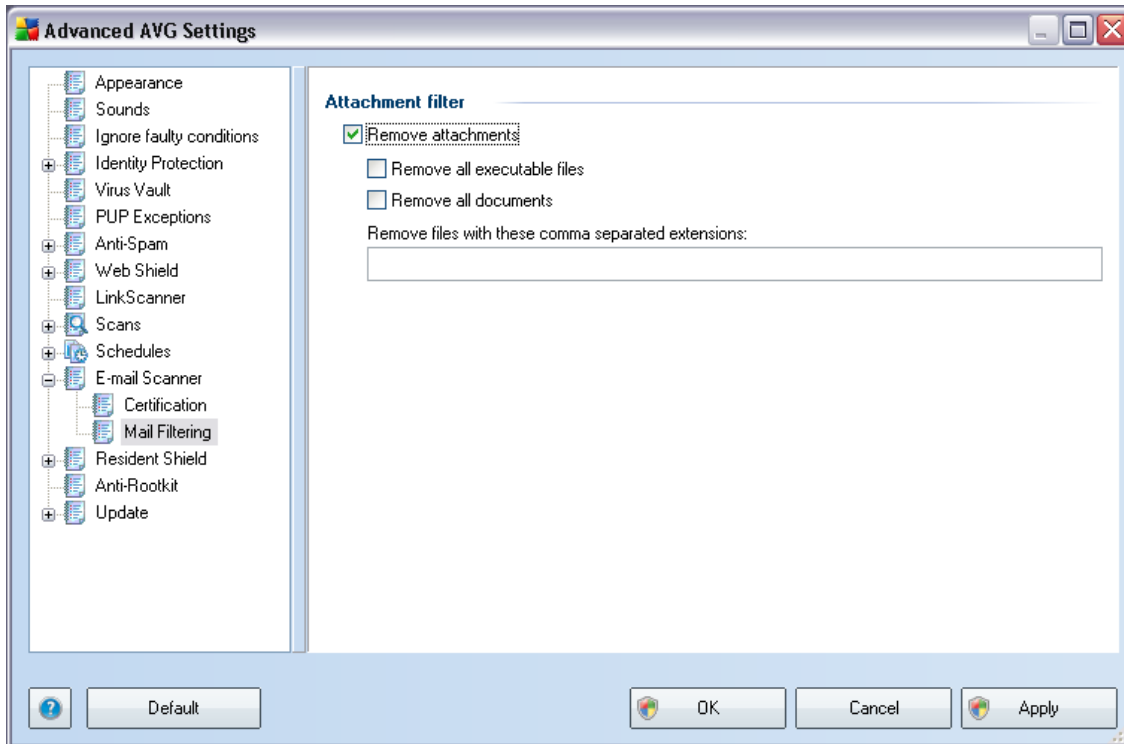 Advanced AVG Settings
Appearance
Sounds
Ignore faulty conditions
Identity Protection
Virus Vault
PUP Exceptions
Anti-Spam
Web Shield
LinkScanner
Scans
Schedules
E-mail Scanner
Certification
Mail Filtering
Resident Shield
Anti-Rootkit
Update
Attachment filter
Remove attachments
Remove all executable files
Remove all documents
Remove files with these comma separated extensions:
?
Default
OK
Cancel
Apply